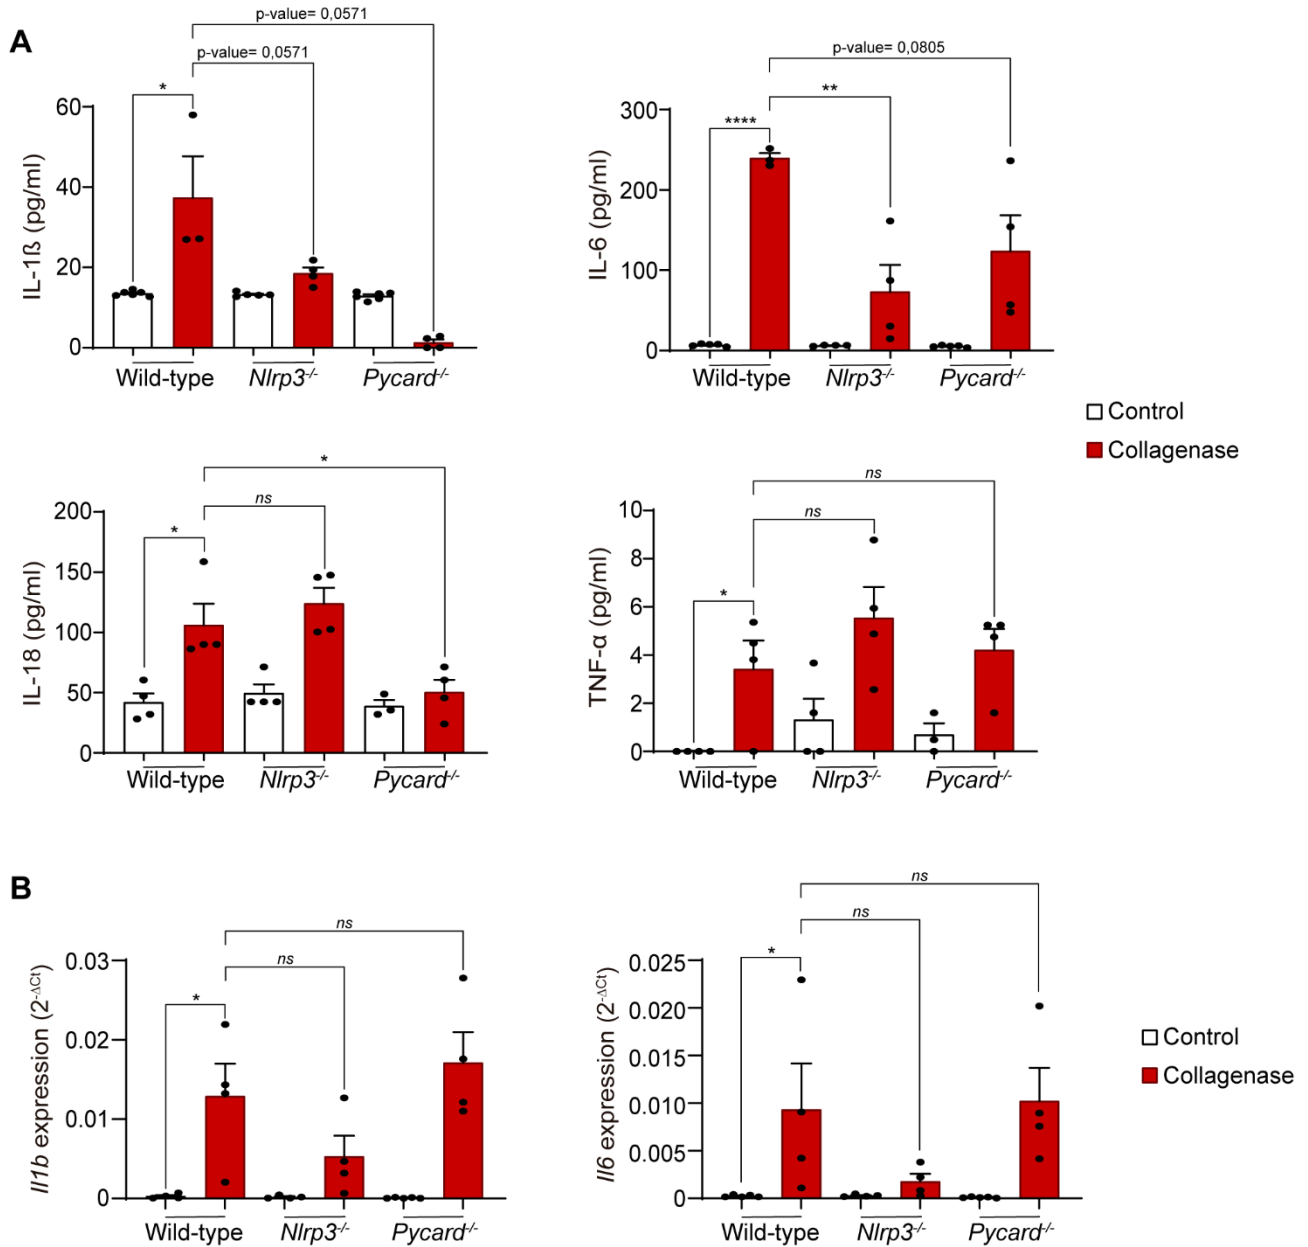 A
p-value= 0,0571
p-value= 0,0571
*
60
40
20
0
IL-1ß (pg/ml)
Wild-type Nlrp3-/- Pycard-/-
p-value= 0,0805
**
****
300
200
100
0
IL-6 (pg/ml)
Wild-type Nlrp3-/- Pycard-/-
Control
Collagenase
*
ns
*
200
150
100
50
0
IL-18 (pg/ml)
Wild-type Nlrp3-/- Pycard-/-
ns
ns
*
10
8
6
4
2
0
TNF-α (pg/ml)
Wild-type Nlrp3-/- Pycard-/-
B
ns
ns
*
0.03
0.02
0.01
0
Il1b expression (2-ΔCt)
Wild-type Nlrp3-/- Pycard-/-
ns
ns
*
0.025
0.020
0.015
0.010
0.005
0
Il6 expression (2-ΔCt)
Wild-type Nlrp3-/- Pycard-/-
Control
Collagenase